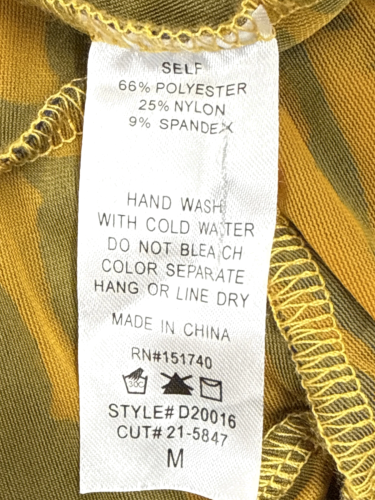 SELF
66% POLYESTER
25% NYLON
9% SPANDEX
HAND WASH
WITH COLD WATER
DO NOT BLEACH
COLOR SEPARATE
HANG OR LINE DRY
MADE IN CHINA
RN#151740
30C
STYLE# D20016
CUT# 21-5847
M